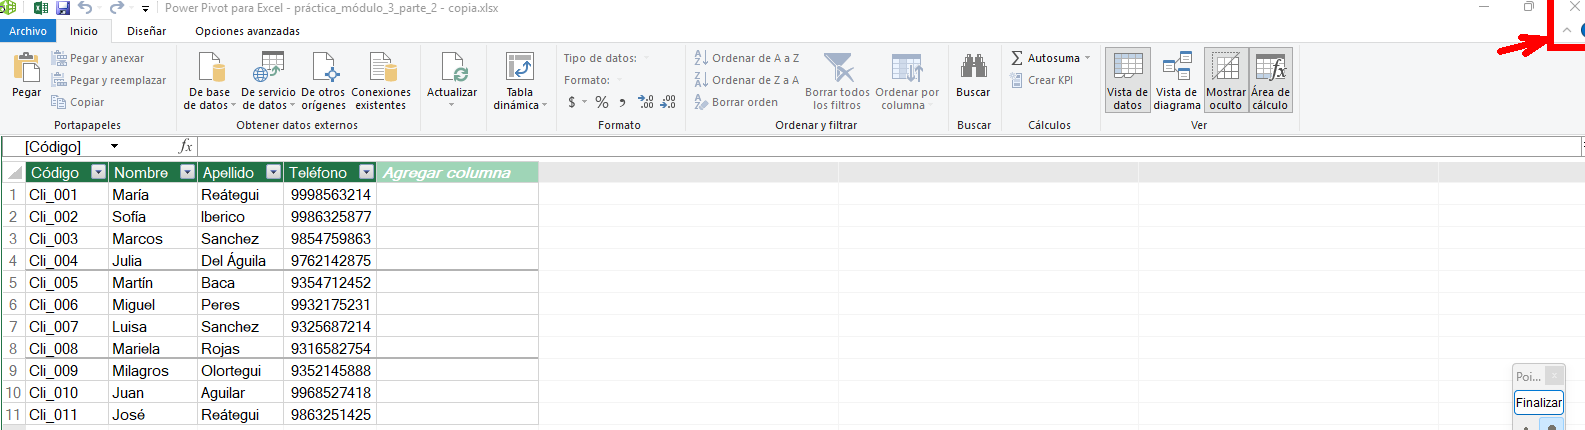 Power Pivot para Excel - práctica_módulo_3_parte_2 - copia.xlsx
Archivo Inicio Diseñar Opciones avanzadas
Pegar
Pegar y anexar
Pegar y reemplazar
Copiar
Portapapeles
De base de datos
De servicio de datos
De otros orígenes
Conexiones existentes
Obtener datos externos
Actualizar
Tabla dinámica
Tipo de datos:
Formato:
$ % , .00 .00
Formato
Ordenar de A a Z
Ordenar de Z a A
Borrar orden
Borrar todos los filtros
Ordenar por columna
Ordenar y filtrar
Buscar
Buscar
Σ Autosuma
Crear KPI
Cálculos
Vista de datos
Vista de diagrama
Mostrar oculto
Área de cálculo
Ver
[Código] fx
Código Nombre Apellido Teléfono Agregar columna
1 Cli_001 María Reátegui 9998563214
2 Cli_002 Sofía Iberico 9986325877
3 Cli_003 Marcos Sanchez 9854759863
4 Cli_004 Julia Del Águila 9762142875
5 Cli_005 Martín Baca 9354712452
6 Cli_006 Miguel Peres 9932175231
7 Cli_007 Luisa Sanchez 9325687214
8 Cli_008 Mariela Rojas 9316582754
9 Cli_009 Milagros Olortegui 9352145888
10 Cli_010 Juan Aguilar 9968527418
11 Cli_011 José Reátegui 9863251425
Poi...
Finalizar